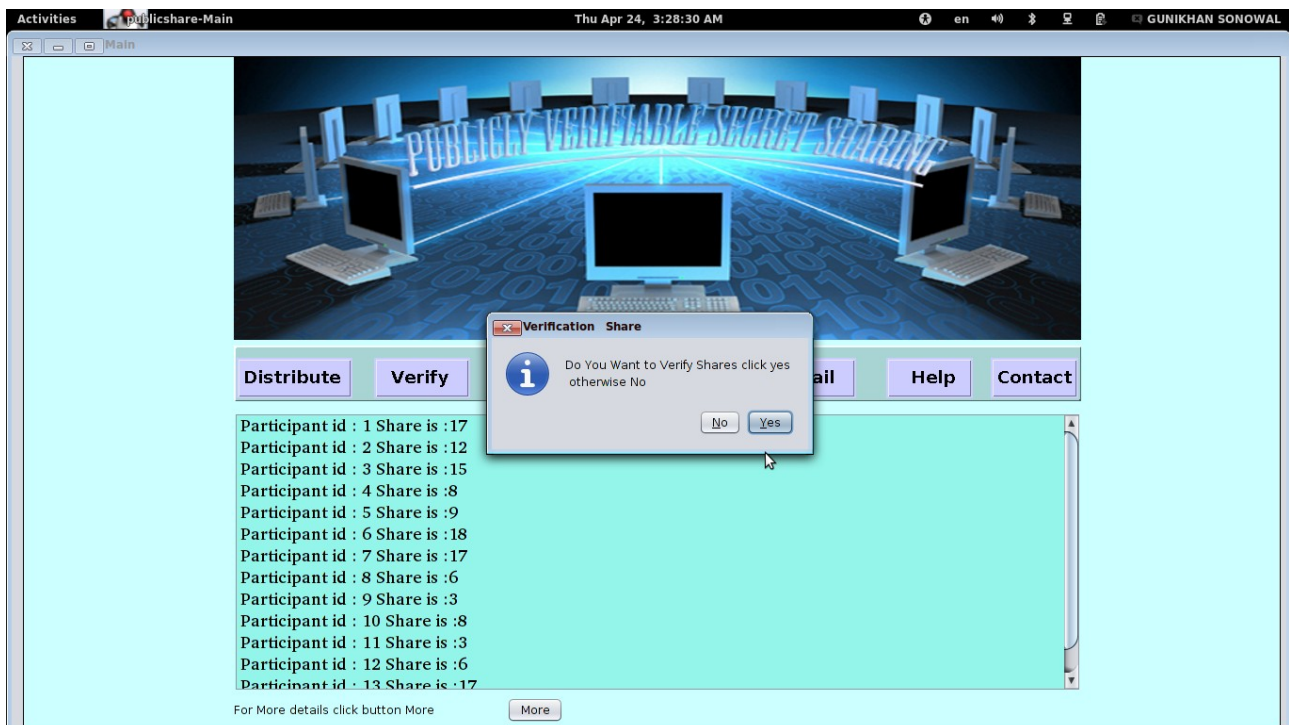 Activities publicshare-Main Thu Apr 24, 3:28:30 AM en GUNIKHAN SONOWAL
Main
PUBLICLY VERIFIABLE SECRET SHARING
Verification Share
Do You Want to Verify Shares click yes
otherwise No
No Yes
Distribute Verify ail Help Contact
Participant id : 1 Share is :17
Participant id : 2 Share is :12
Participant id : 3 Share is :15
Participant id : 4 Share is :8
Participant id : 5 Share is :9
Participant id : 6 Share is :18
Participant id : 7 Share is :17
Participant id : 8 Share is :6
Participant id : 9 Share is :3
Participant id : 10 Share is :8
Participant id : 11 Share is :3
Participant id : 12 Share is :6
Participant id : 13 Share is :17
For More details click button More More